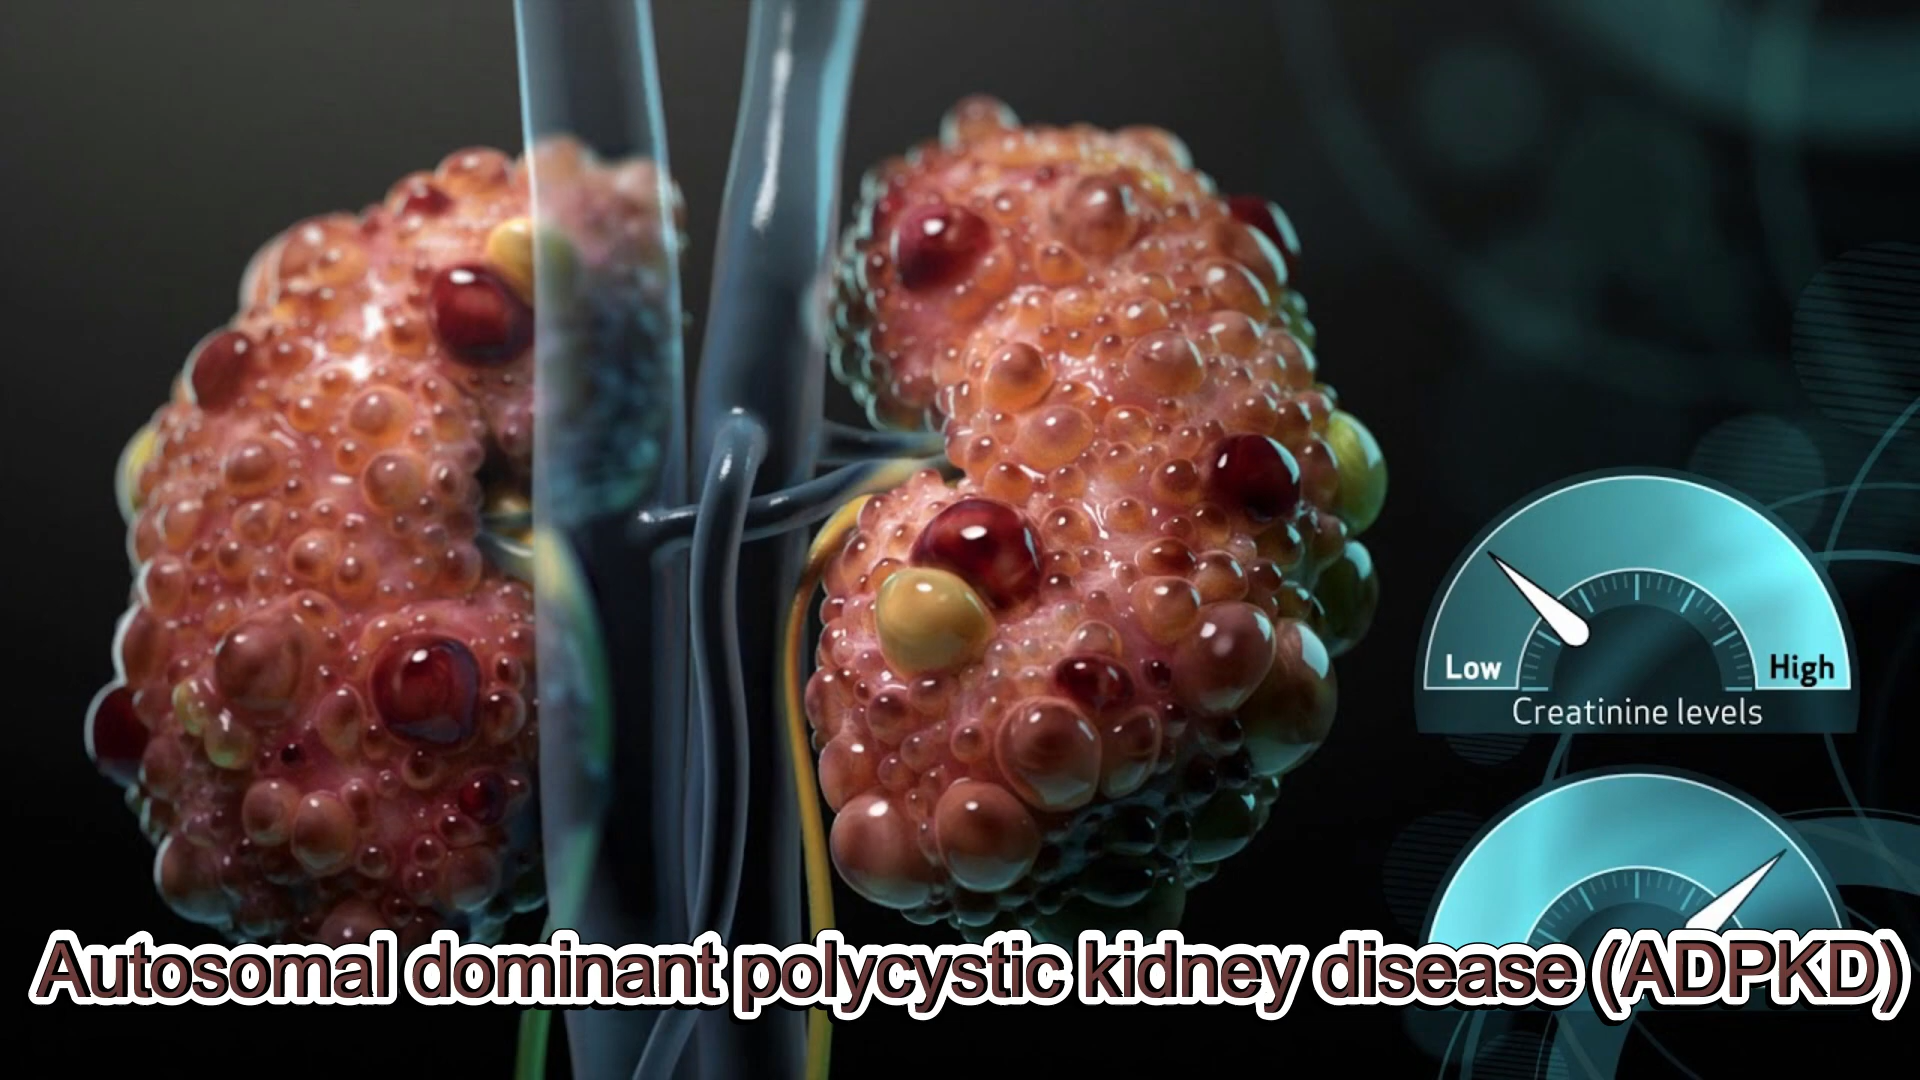 Low High
Creatinine levels
Autosomal dominant polycystic kidney disease (ADPKD)